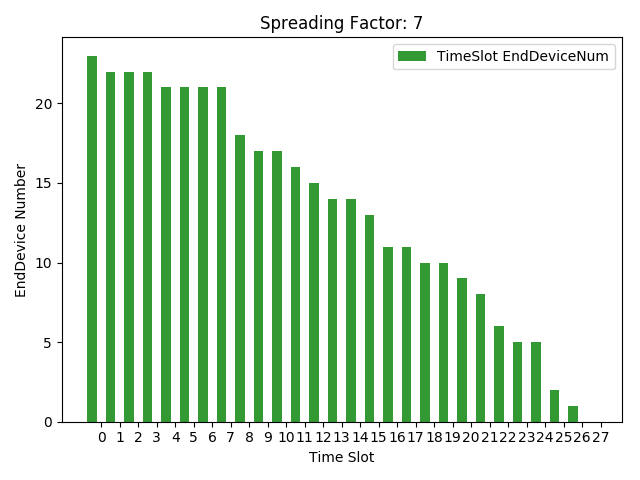 Spreading Factor: 7
TimeSlot EndDeviceNum
EndDevice Number
20
15
10
5
0
0 1 2 3 4 5 6 7 8 9 10 11 12 13 14 15 16 17 18 19 20 21 22 23 24 25 26 27
Time Slot